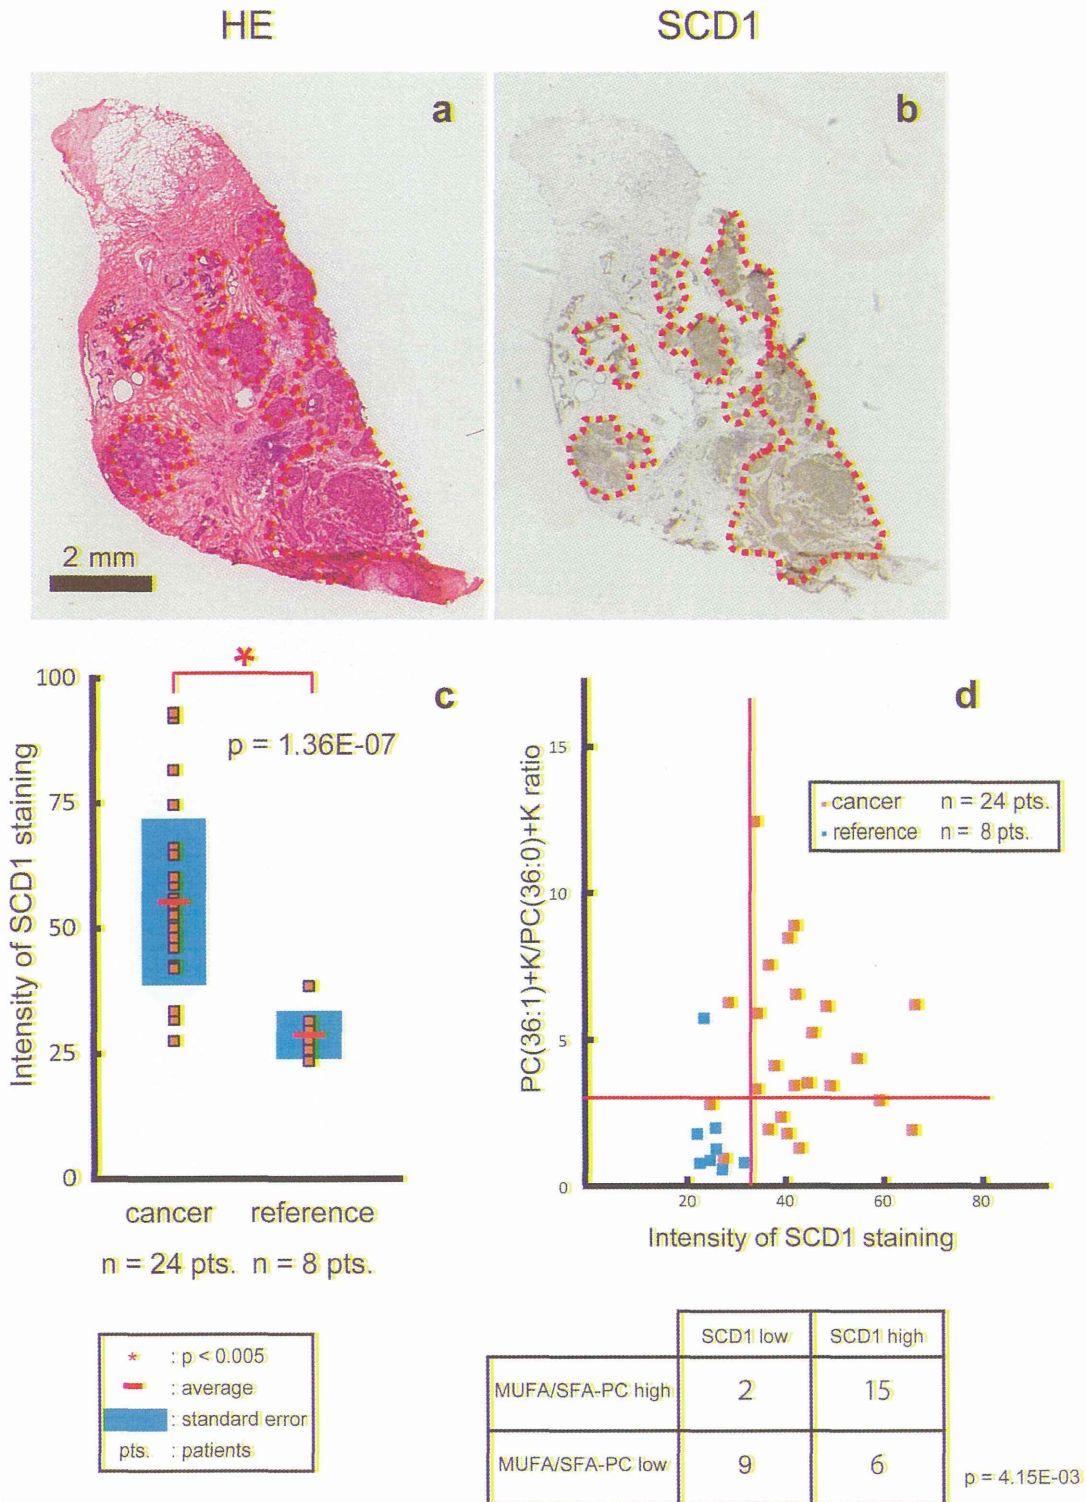 HE
SCD1
a
b
2 mm
*
c
p = 1.36E-07
Intensity of SCD1 staining
100
75
50
25
0
cancer
reference
n = 24 pts.
n = 8 pts.
* : p < 0.005
: average
: standard error
pts. : patients
d
PC(36:1)+K/PC(36:0)+K ratio
15
10
5
0
cancer n = 24 pts.
reference n = 8 pts.
20 40 60 80
Intensity of SCD1 staining
SCD1 low SCD1 high
MUFA/SFA-PC high 2 15
MUFA/SFA-PC low 9 6
p = 4.15E-03